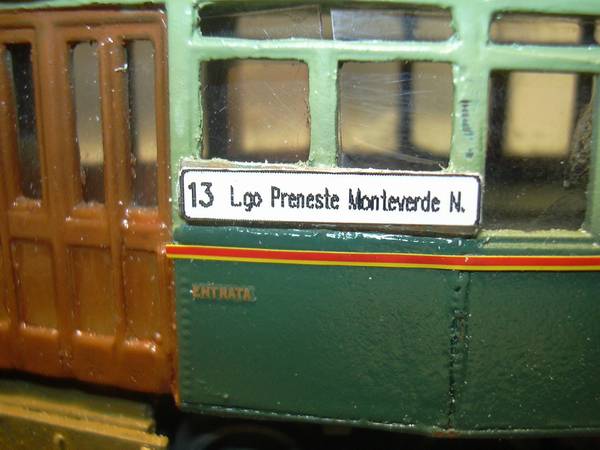 13 Lgo Preneste Monteverde N.
ENTRATA